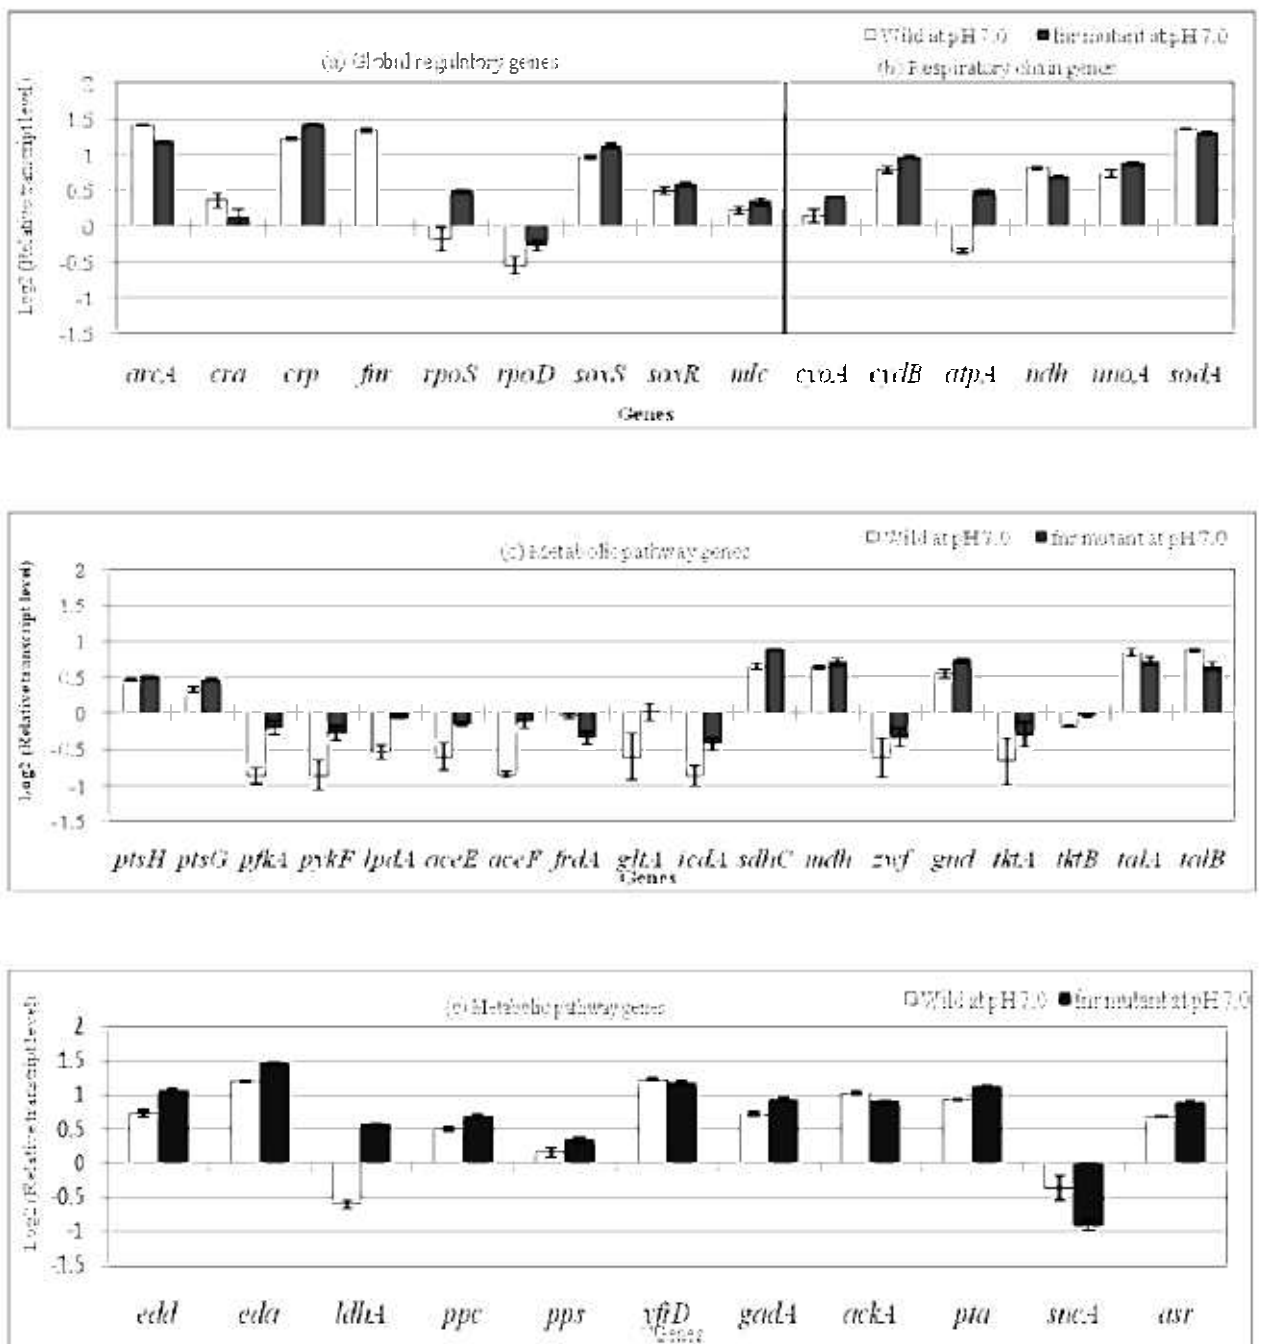 □ Wild at pH 7.0 ■ fnr mutant at pH 7.0
(a) Global regulatory genes
(b) Respiratory chain genes
Log2 (Relative transcript level)
2
1.5
1
0.5
0
-0.5
-1
-1.5
arcA cra crp fnr rpoS rpoD soxS soxR mlc cyoA cydB atpA ndh nuoA sodA
Genes
□ Wild at pH 7.0 ■ fnr mutant at pH 7.0
(c) Metabolic pathway genes
Log2 (Relative transcript level)
2
1.5
1
0.5
0
-0.5
-1
-1.5
ptsH ptsG pfkA pykF lpdA aceE aceF frdA gltA icdA sdhC mdh zwf gnd tktA tktB talA talB
Genes
□ Wild at pH 7.0 ■ fnr mutant at pH 7.0
(c) Metabolic pathway genes
Log2 (Relative transcript level)
2
1.5
1
0.5
0
-0.5
-1
-1.5
edd eda ldhA ppc pps yfiD gadA ackA pta sucA asr
Genes